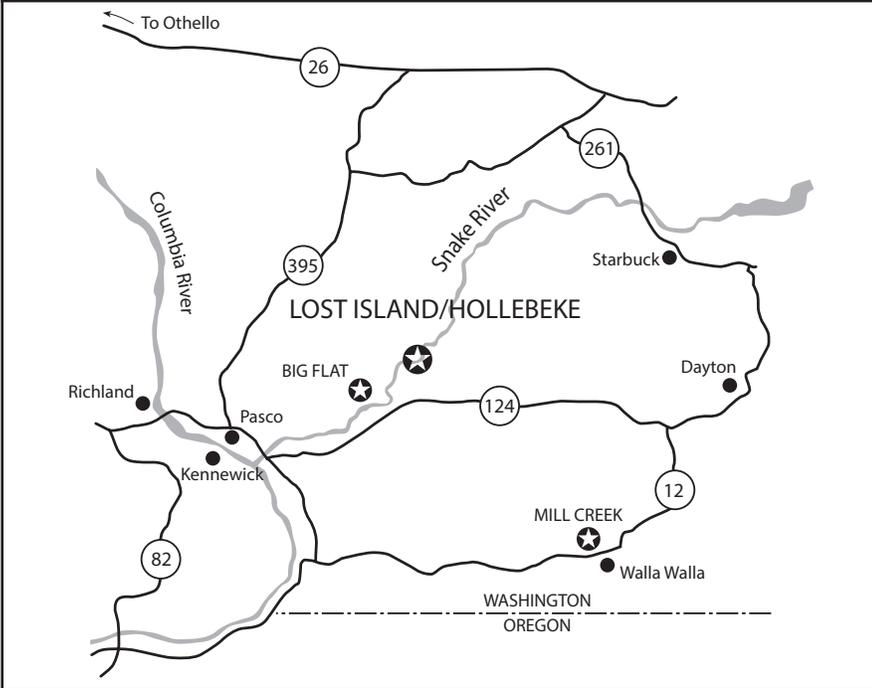 To Othello
26
261
Columbia River
Snake River
395
Starbuck
LOST ISLAND/HOLLEBEKE
BIG FLAT
Dayton
Richland
124
Pasco
Kennewick
12
MILL CREEK
82
Walla Walla
WASHINGTON
OREGON